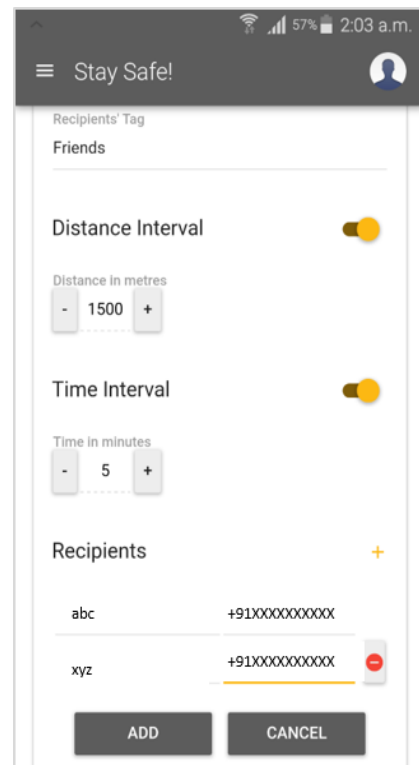 57% 2:03 a.m.
Stay Safe!
Recipients' Tag
Friends
Distance Interval
Distance in metres
- 1500 +
Time Interval
Time in minutes
- 5 +
Recipients +
abc +91XXXXXXXXXX
xyz +91XXXXXXXXXX
ADD CANCEL